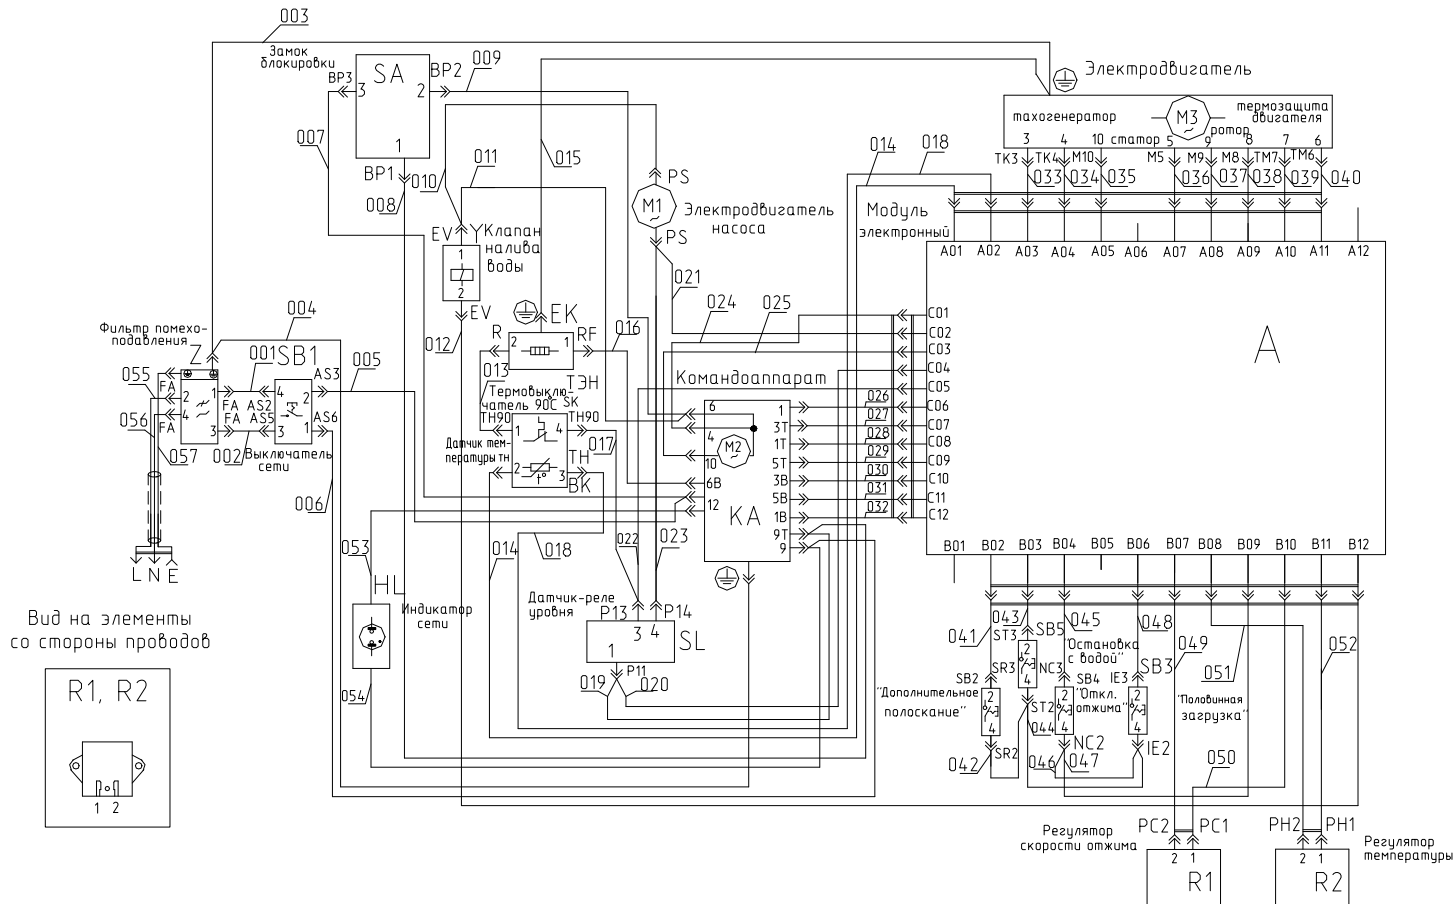 003
Замок
блокировки
BP3
SA
3
2
1
BP2
009
BP1
007
008
010
011
015
014
018
Электродвигатель
тахогенератор
M3
~
термозащита
двигателя
3
4
10
статор
5
ротор
9
8
7
6
TK3
TK4
M10
M5
M9
M8
TM7
TM6
033
034
035
036
037
038
039
040
PS
M1
~
PS
Электродвигатель
насоса
Модуль
электронный
EV
Y
Клапан
налива
воды
1
2
EV
012
021
024
025
A01
A02
A03
A04
A05
A06
A07
A08
A09
A10
A11
A12
A
C01
C02
C03
C04
C05
C06
C07
C08
C09
C10
C11
C12
B01
B02
B03
B04
B05
B06
B07
B08
B09
B10
B11
B12
Фильтр помехо-
подавления
Z
004
001
SB1
005
AS3
055
FA
2
1
4
3
FA
AS2
FA
AS5
4
2
3
1
AS6
056
FA
057
002
Выключатель
сети
006
L
N
E
EK
R
2
1
RF
016
013
ТЭН
Термовыклю-
чатель 90°C
SK
TH90
1
4
TH90
017
Датчик тем-
пературы
TH
2
t°
3
TH
BK
Командоаппарат
6
4
10
M2
~
6B
12
KA
1
3T
1T
5T
3B
5B
1B
9T
9
026
027
028
029
030
031
032
014
018
022
023
053
HL
Индикатор
сети
054
Датчик-реле
уровня
P13
P14
3
4
1
SL
P11
019
020
Вид на элементы
со стороны проводов
R1, R2
1
2
041
043
ST3
SB5
045
"Остановка
с водой"
048
049
051
052
SR3
2
4
NC3
SB4
IE3
SB3
SB2
2
4
"Дополнительное
полоскание"
ST2
2
4
"Откл.
отжима"
2
4
"Половинная
загрузка"
044
SR2
042
NC2
IE2
046
047
050
Регулятор
скорости отжима
PC2
PC1
2
1
R1
PH2
PH1
2
1
R2
Регулятор
температуры